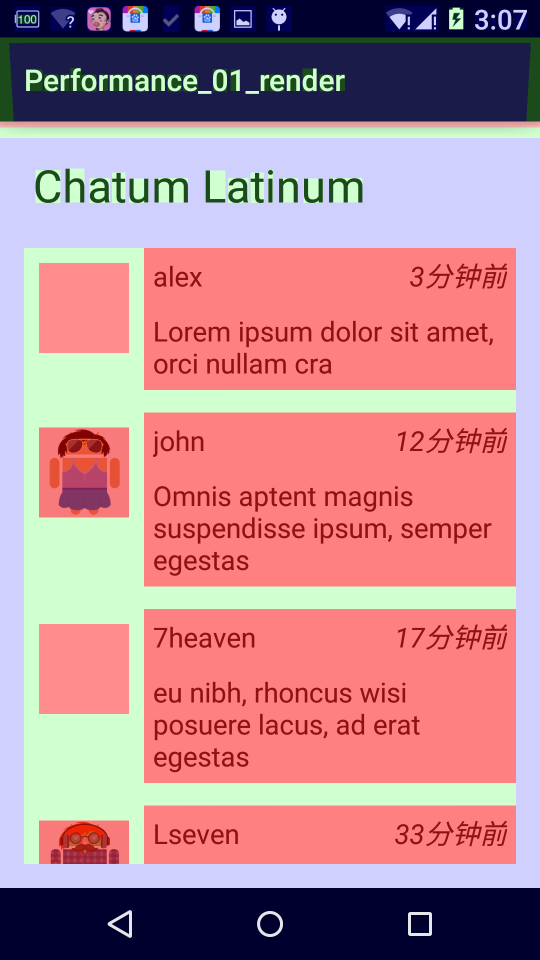 100
?
3:07
Performance_01_render
Chatum Latinum
alex 3分钟前
Lorem ipsum dolor sit amet,
orci nullam cra
john 12分钟前
Omnis aptent magnis
suspendisse ipsum, semper
egestas
7heaven 17分钟前
eu nibh, rhoncus wisi
posuere lacus, ad erat
egestas
Lseven 33分钟前